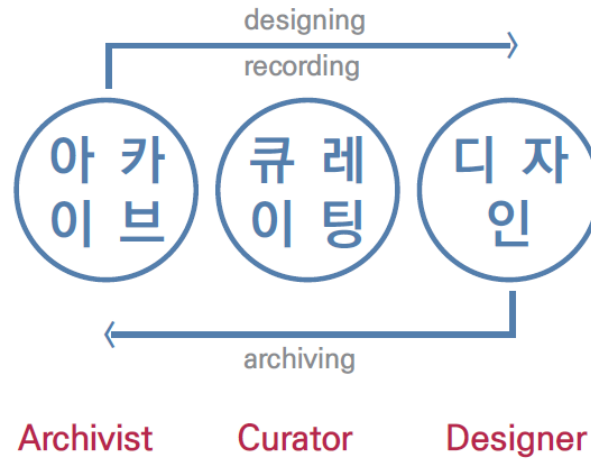 designing
recording
아 카
이 브
큐 레
이 팅
디 자
인
archiving
Archivist Curator Designer